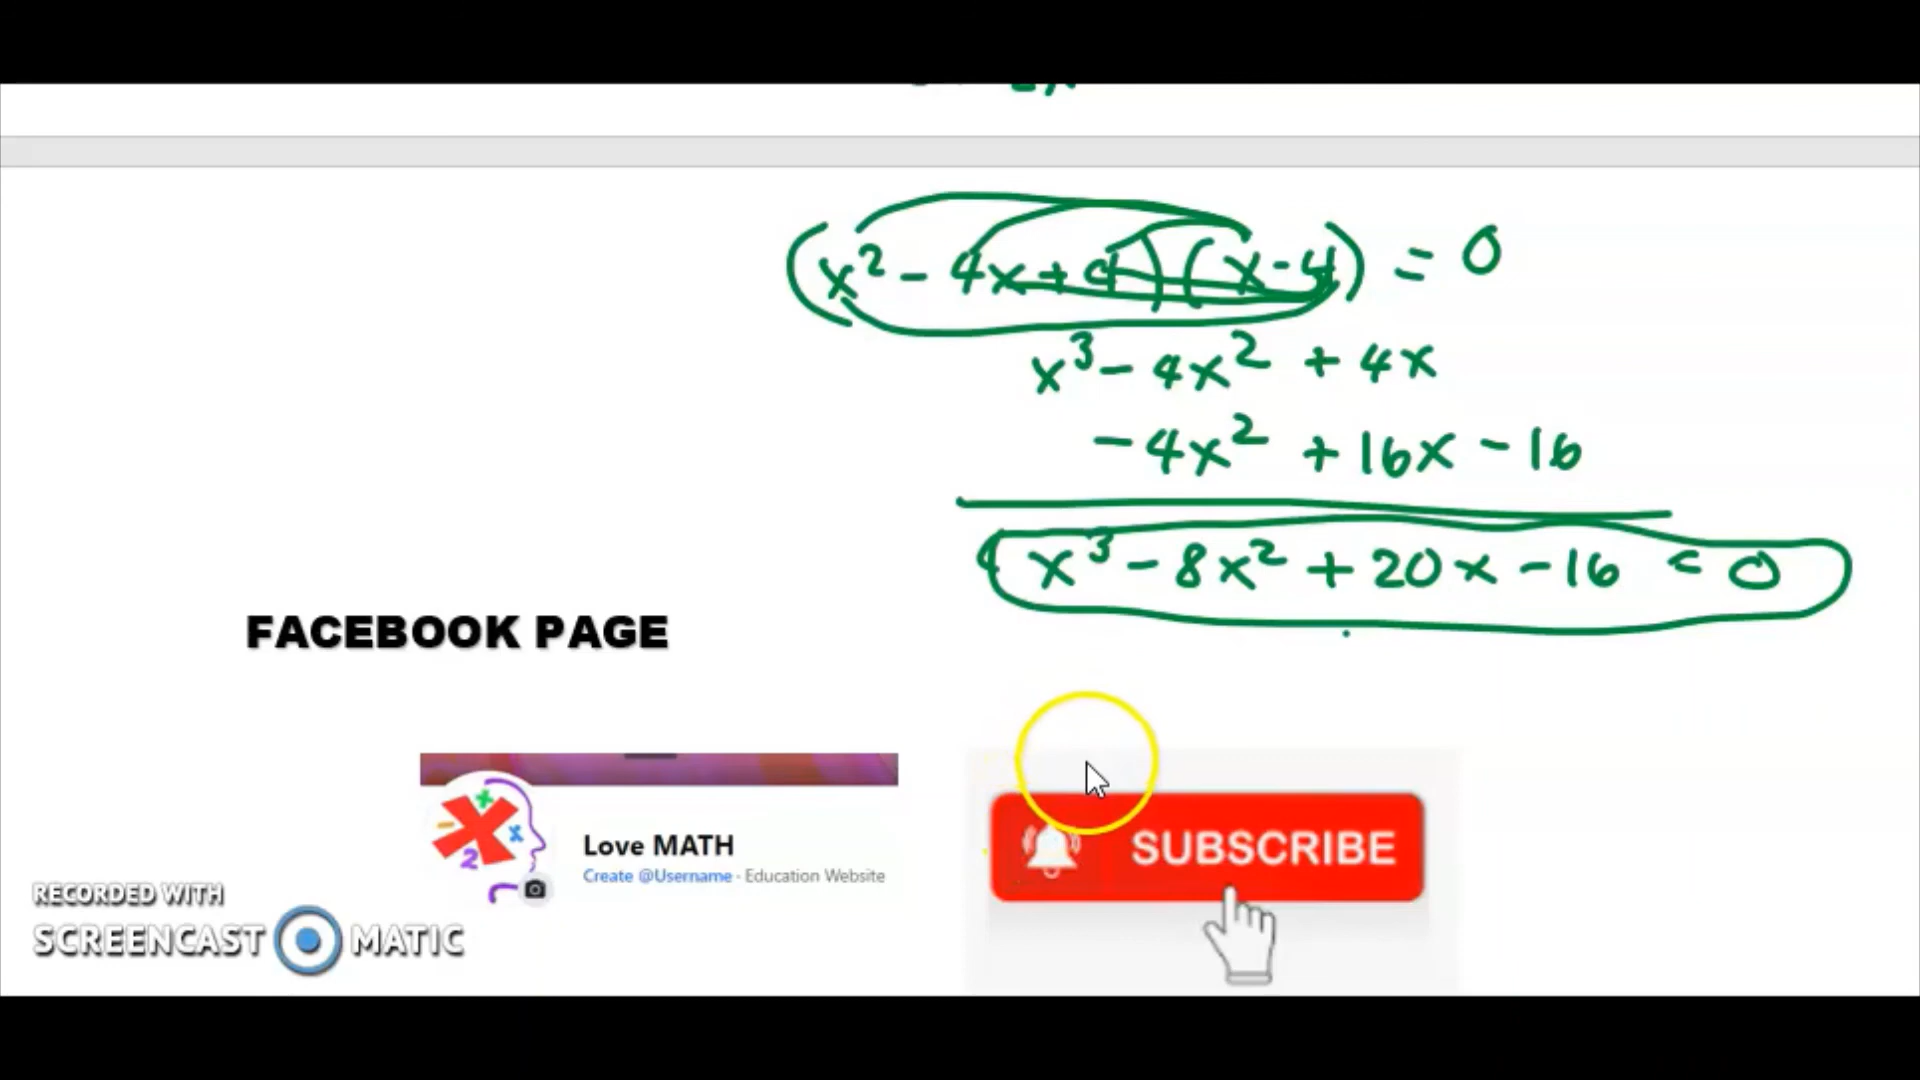 (x² - 4x + 4)(x - 4) = 0
x³ - 4x² + 4x
- 4x² + 16x - 16
x³ - 8x² + 20x - 16 = 0
FACEBOOK PAGE
Love MATH
Create @Username · Education Website
SUBSCRIBE
RECORDED WITH
SCREENCAST MATIC